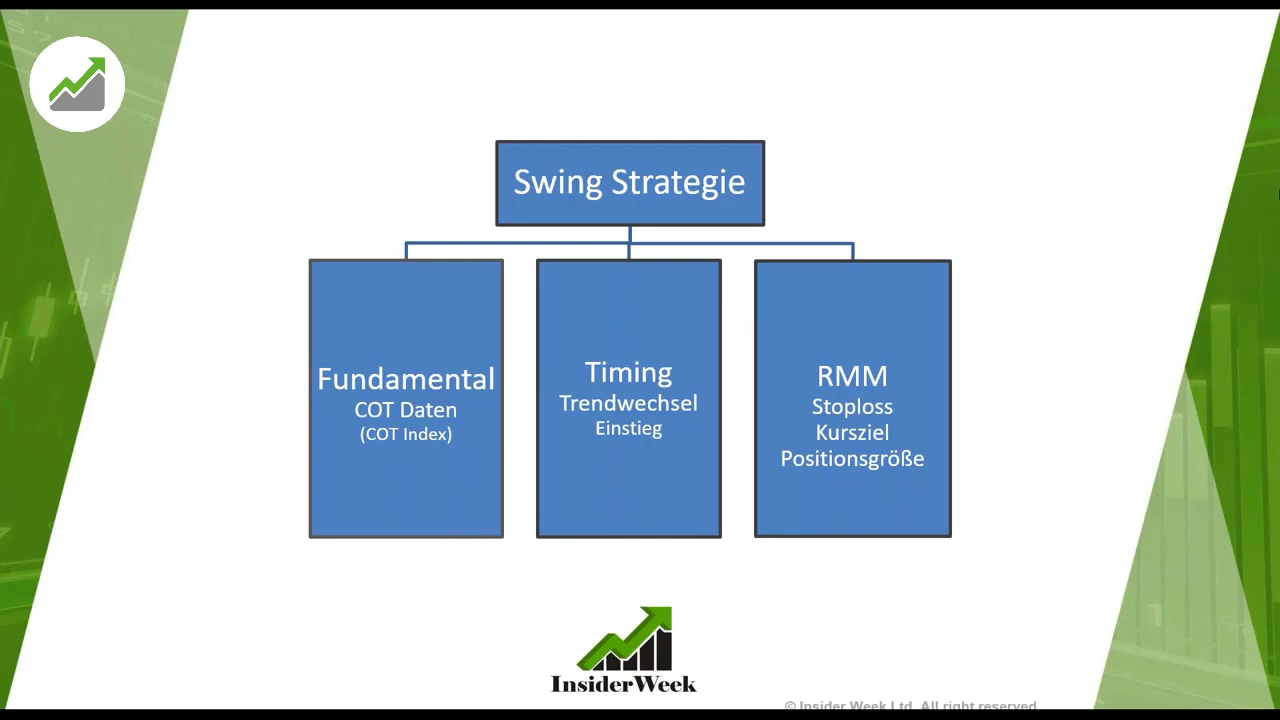 Swing Strategie
Fundamental
COT Daten
(COT Index)
Timing
Trendwechsel
Einstieg
RMM
Stoploss
Kursziel
Positionsgröße
InsiderWeek
© Insider Week Ltd. All right reserved